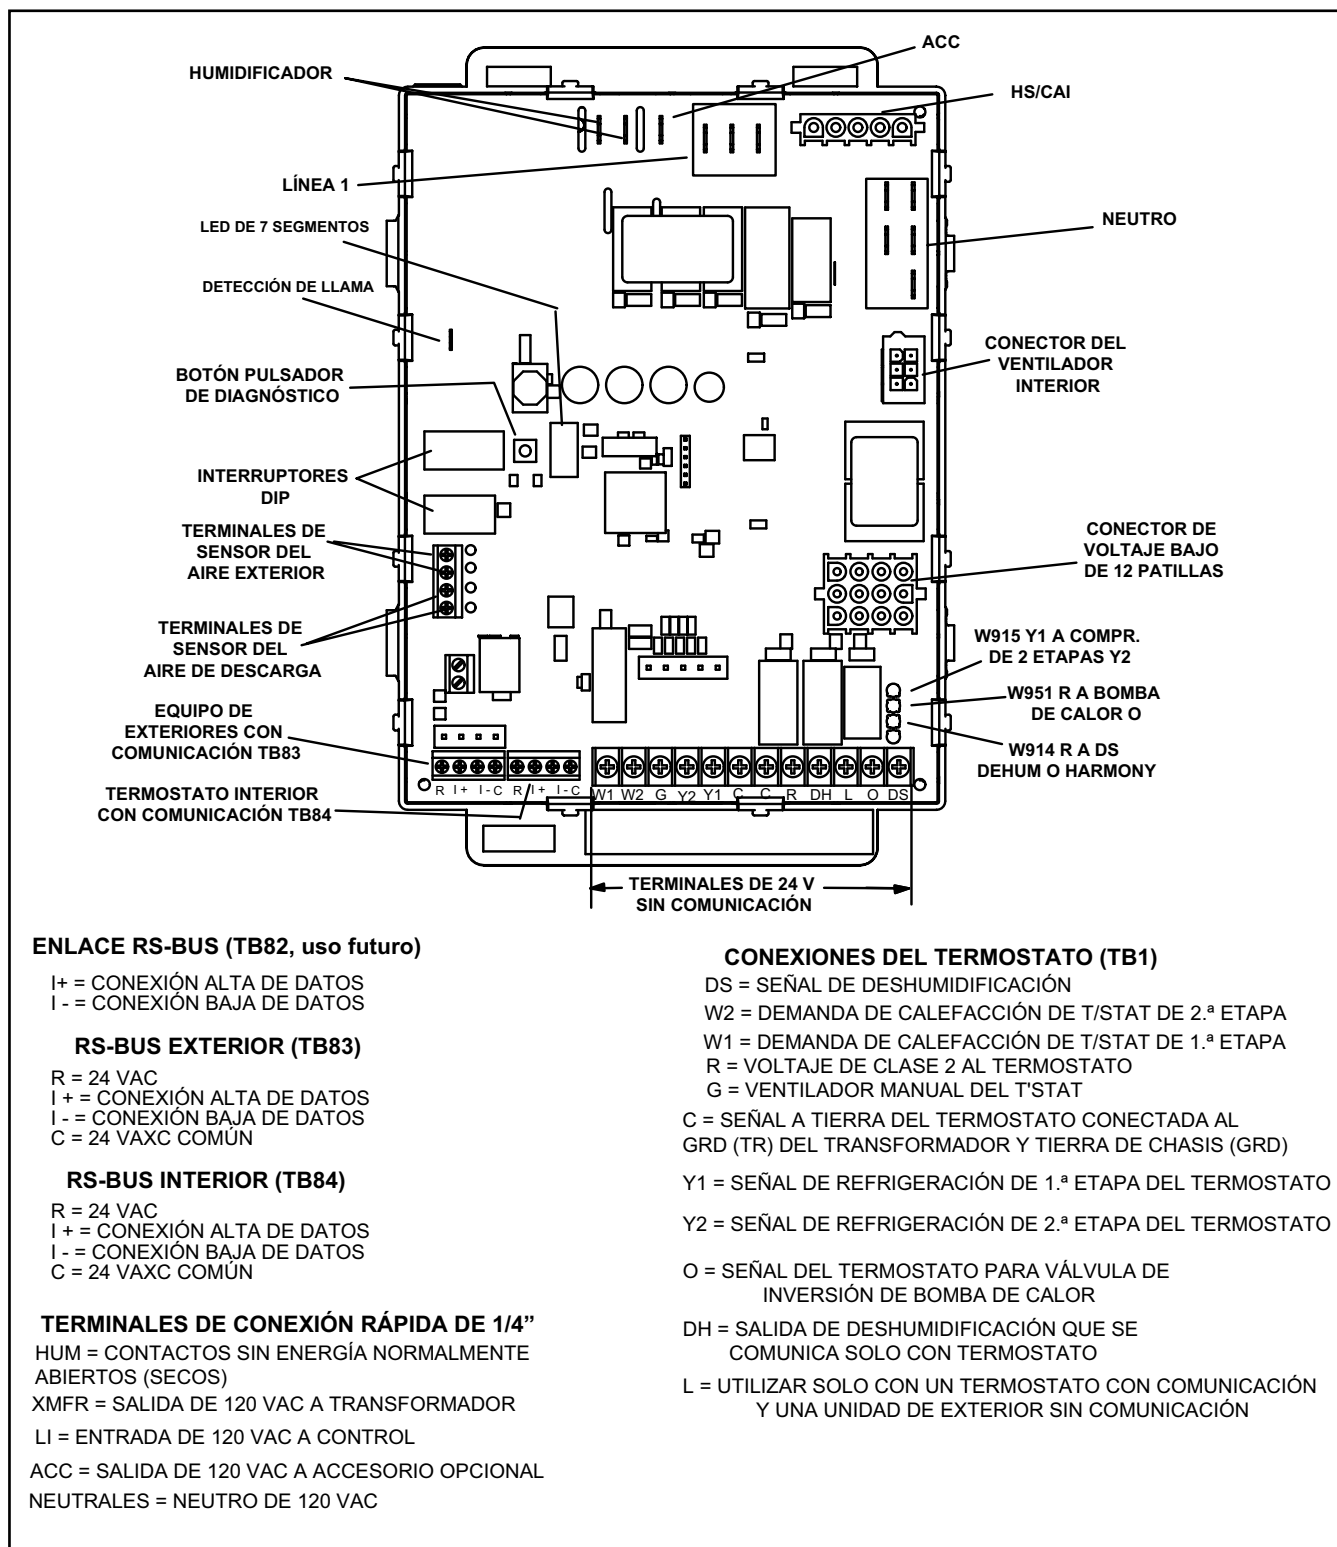 HUMIDIFICADOR
ACC
HS/CAI
LÍNEA 1
LED DE 7 SEGMENTOS
NEUTRO
DETECCIÓN DE LLAMA
CONECTOR DEL
VENTILADOR
INTERIOR
BOTÓN PULSADOR
DE DIAGNÓSTICO
INTERRUPTORES
DIP
TERMINALES DE
SENSOR DEL
AIRE EXTERIOR
CONECTOR DE
VOLTAJE BAJO
DE 12 PATILLAS
TERMINALES DE
SENSOR DEL
AIRE DE DESCARGA
W915 Y1 A COMPR.
DE 2 ETAPAS Y2
W951 R A BOMBA
DE CALOR O
W914 R A DS
DEHUM O HARMONY
EQUIPO DE
EXTERIORES CON
COMUNICACIÓN TB83
TERMOSTATO INTERIOR
CON COMUNICACIÓN TB84
R I+ I - C R I+ I - C W1 W2 G Y2 Y1 C C R DH L O DS
TERMINALES DE 24 V
SIN COMUNICACIÓN
ENLACE RS-BUS (TB82, uso futuro)
I+ = CONEXIÓN ALTA DE DATOS
I - = CONEXIÓN BAJA DE DATOS
RS-BUS EXTERIOR (TB83)
R = 24 VAC
I + = CONEXIÓN ALTA DE DATOS
I - = CONEXIÓN BAJA DE DATOS
C = 24 VAXC COMÚN
RS-BUS INTERIOR (TB84)
R = 24 VAC
I + = CONEXIÓN ALTA DE DATOS
I - = CONEXIÓN BAJA DE DATOS
C = 24 VAXC COMÚN
TERMINALES DE CONEXIÓN RÁPIDA DE 1/4”
HUM = CONTACTOS SIN ENERGÍA NORMALMENTE
ABIERTOS (SECOS)
XMFR = SALIDA DE 120 VAC A TRANSFORMADOR
LI = ENTRADA DE 120 VAC A CONTROL
ACC = SALIDA DE 120 VAC A ACCESORIO OPCIONAL
NEUTRALES = NEUTRO DE 120 VAC
CONEXIONES DEL TERMOSTATO (TB1)
DS = SEÑAL DE DESHUMIDIFICACIÓN
W2 = DEMANDA DE CALEFACCIÓN DE T/STAT DE 2.ª ETAPA
W1 = DEMANDA DE CALEFACCIÓN DE T/STAT DE 1.ª ETAPA
R = VOLTAJE DE CLASE 2 AL TERMOSTATO
G = VENTILADOR MANUAL DEL T'STAT
C = SEÑAL A TIERRA DEL TERMOSTATO CONECTADA AL
GRD (TR) DEL TRANSFORMADOR Y TIERRA DE CHASIS (GRD)
Y1 = SEÑAL DE REFRIGERACIÓN DE 1.ª ETAPA DEL TERMOSTATO
Y2 = SEÑAL DE REFRIGERACIÓN DE 2.ª ETAPA DEL TERMOSTATO
O = SEÑAL DEL TERMOSTATO PARA VÁLVULA DE
INVERSIÓN DE BOMBA DE CALOR
DH = SALIDA DE DESHUMIDIFICACIÓN QUE SE
COMUNICA SOLO CON TERMOSTATO
L = UTILIZAR SOLO CON UN TERMOSTATO CON COMUNICACIÓN
Y UNA UNIDAD DE EXTERIOR SIN COMUNICACIÓN